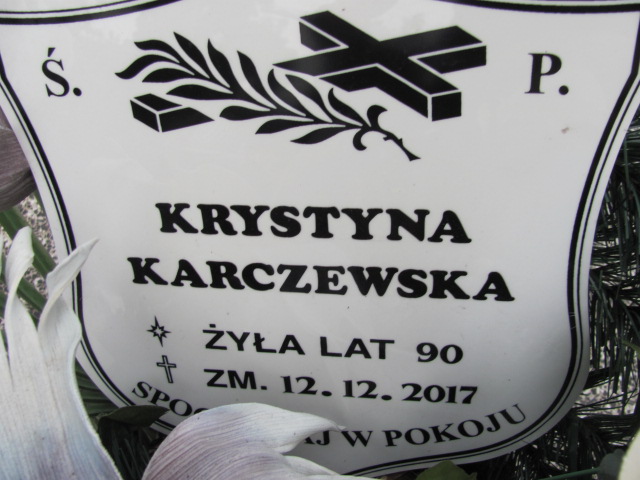 Ś. P.
KRYSTYNA
KARCZEWSKA
ŻYŁA LAT 90
ZM. 12.12.2017
W POKOJU